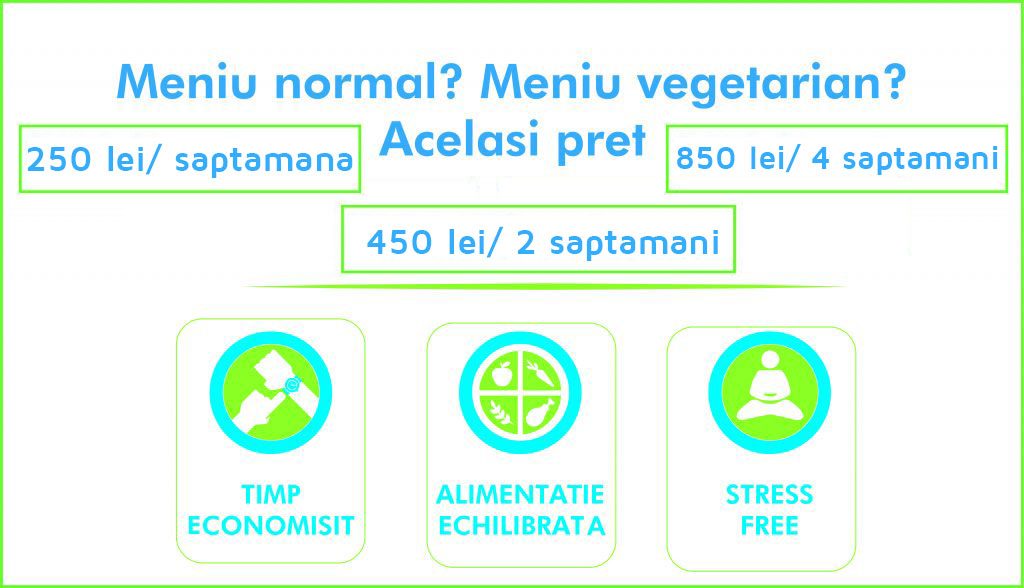 Meniu normal? Meniu vegetarian?
Acelasi pret
250 lei/ saptamana
850 lei/ 4 saptamani
450 lei/ 2 saptamani
TIMP
ECONOMISIT
ALIMENTATIE
ECHILIBRATA
STRESS
FREE